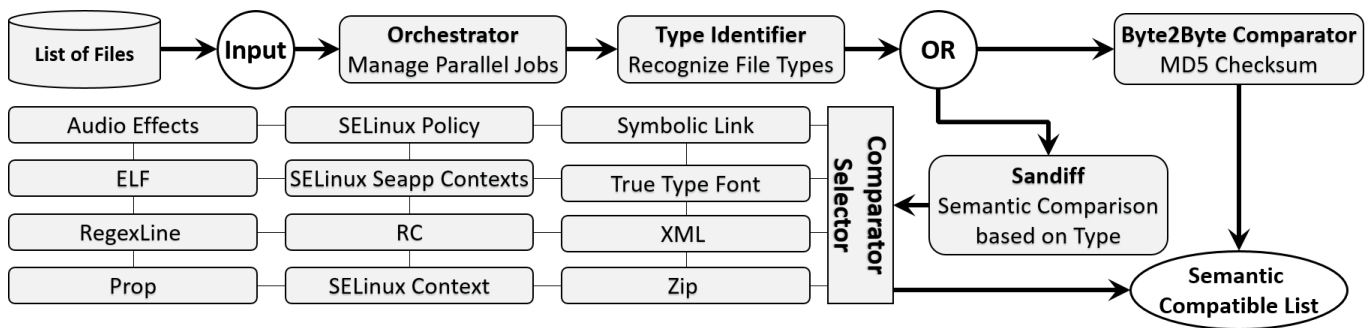 List of Files
Input
Orchestrator
Manage Parallel Jobs
Type Identifier
Recognize File Types
OR
Byte2Byte Comparator
MD5 Checksum
Audio Effects
SELinux Policy
Symbolic Link
ELF
SELinux Seapp Contexts
True Type Font
RegexLine
RC
XML
Prop
SELinux Context
Zip
Comparator
Selector
Sandiff
Semantic Comparison
based on Type
Semantic
Compatible List